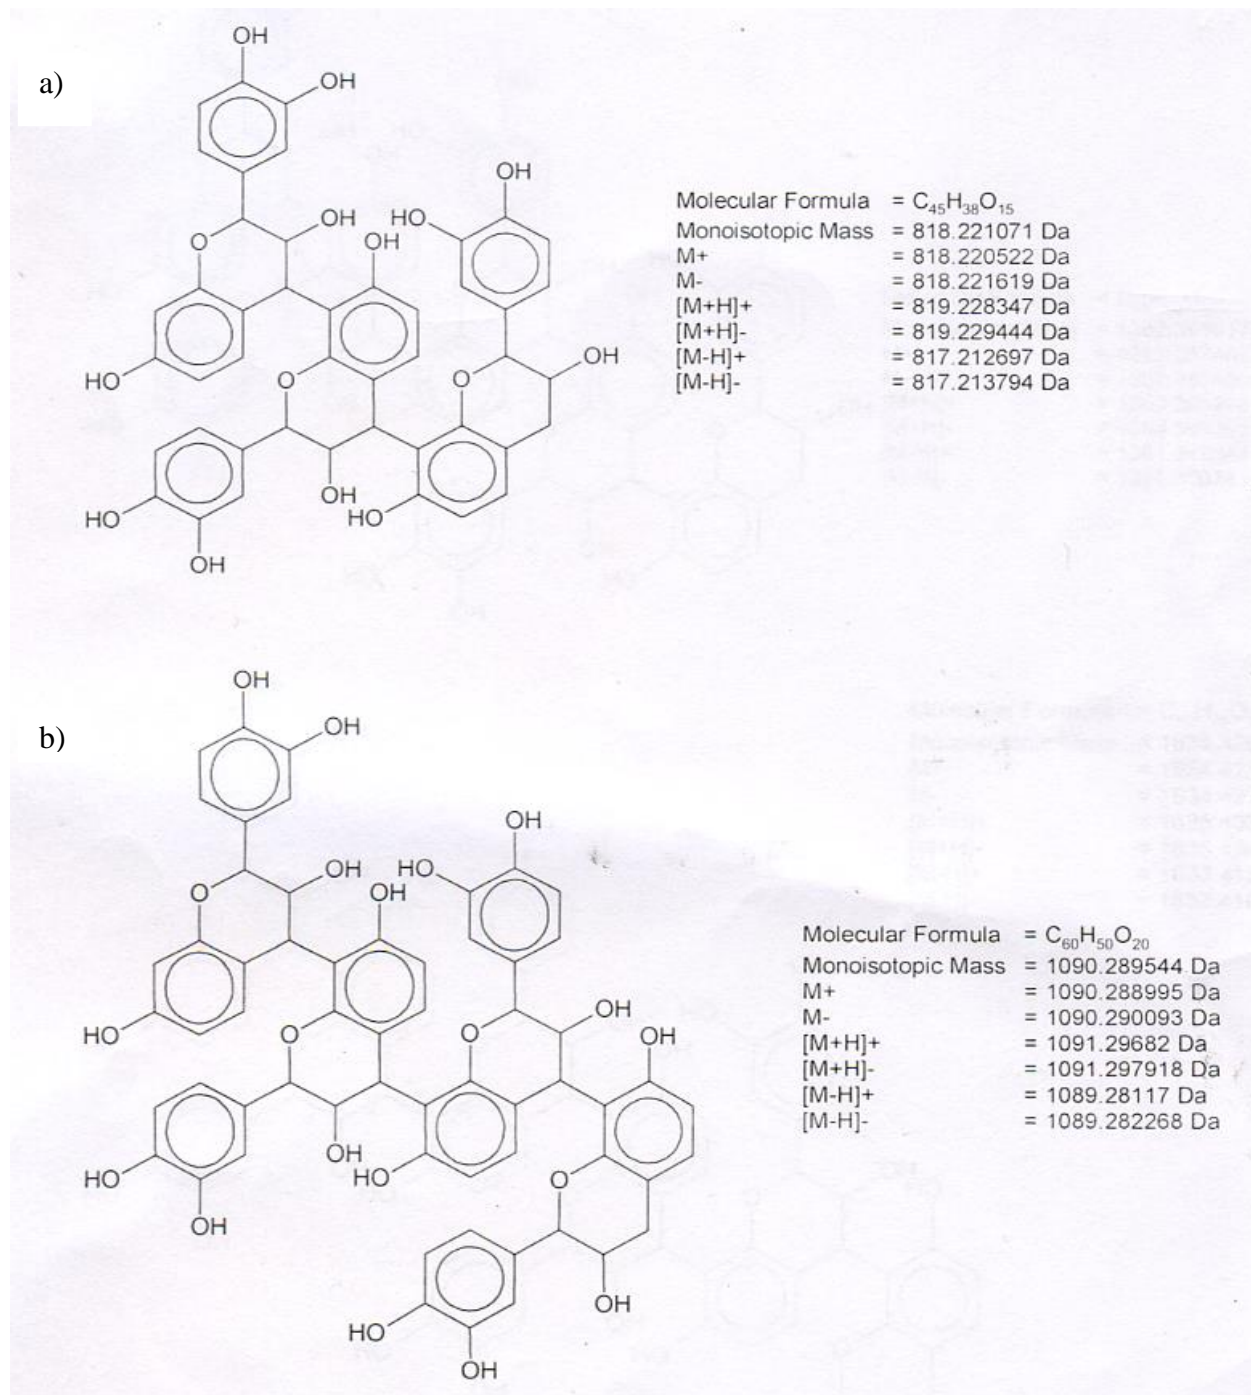 a)
OH
OH
OH
OH
HO
OH
O
OH
O
O
HO
HO
OH
HO
HO
OH
Molecular Formula = C₄₅H₃₈O₁₅
Monoisotopic Mass = 818.221071 Da
M+ = 818.220522 Da
M- = 818.221619 Da
[M+H]+ = 819.228347 Da
[M+H]- = 819.229444 Da
[M-H]+ = 817.212697 Da
[M-H]- = 817.213794 Da
b)
OH
OH
OH
HO
OH
O
OH
OH
OH
O
O
HO
HO
OH
HO
O
HO
OH
OH
HO
OH
Molecular Formula = C₆₀H₅₀O₂₀
Monoisotopic Mass = 1090.289544 Da
M+ = 1090.288995 Da
M- = 1090.290093 Da
[M+H]+ = 1091.29682 Da
[M+H]- = 1091.297918 Da
[M-H]+ = 1089.28117 Da
[M-H]- = 1089.282268 Da